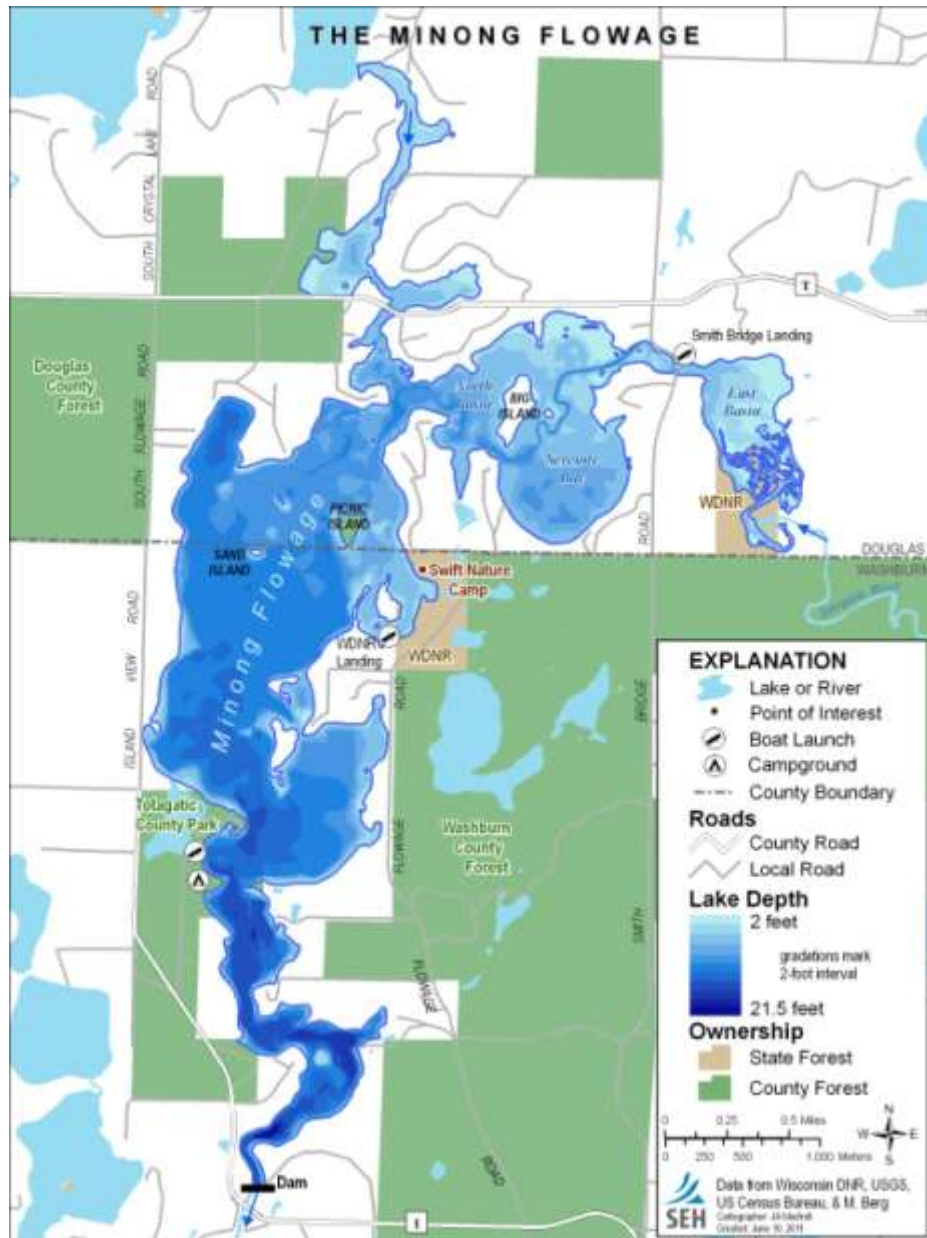 THE MINONG FLOWAGE
SOUTH CRYSTAL LAKE ROAD
T
Smith Bridge Landing
Douglas
County
Forest
SOUTH FLOWAGE ROAD
North
BIG
ISLAND
East
Basin
Bay
PICNIC
ISLAND
SAND
ISLAND
Minong Flowage
WDNR
ROAD
DOUGLAS
WASHBURN
Swift Nature
Camp
WDNR
Landing
WDNR
ISLAND VIEW ROAD
Totagatic
County Park
Washburn
County
Forest
FLOWAGE ROAD
SMITH BRIDGE
FLOWAGE
ROAD
Dam
I
EXPLANATION
Lake or River
Point of Interest
Boat Launch
Campground
County Boundary
Roads
County Road
Local Road
Lake Depth
2 feet
gradations mark
2-foot interval
21.5 feet
Ownership
State Forest
County Forest
0 0.25 0.5 Miles
0 250 500 1,000 Meters
N
W E
S
SEH
Data from Wisconsin DNR, USGS,
US Census Bureau, & M. Berg
Created: June 10, 2011